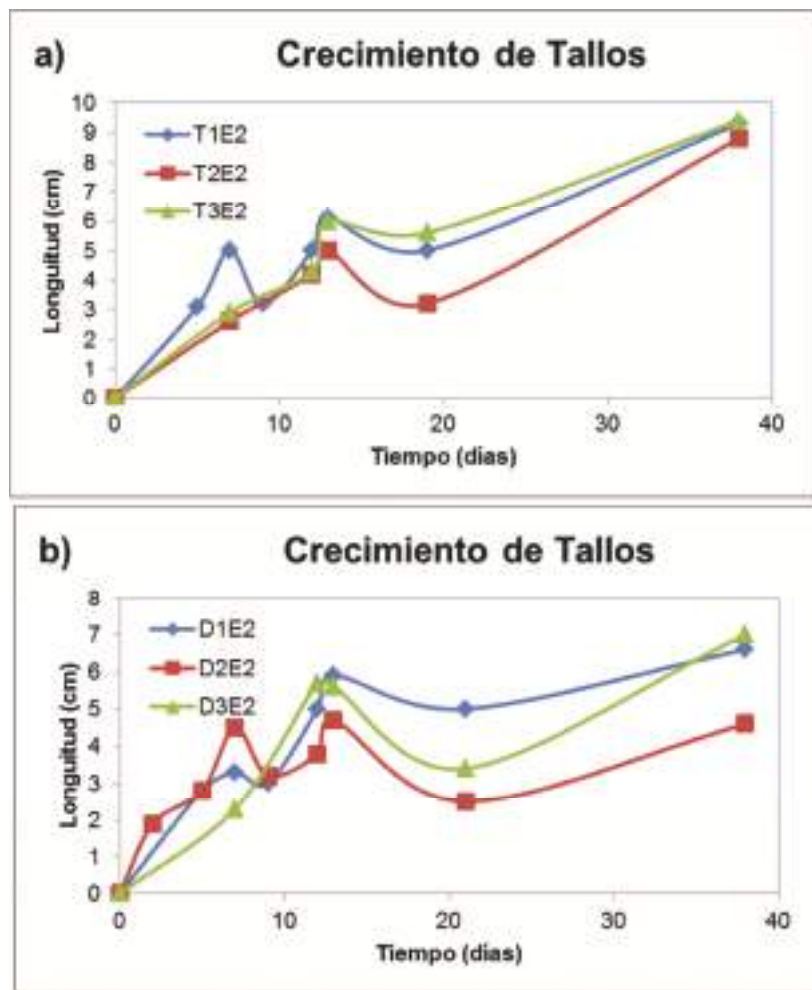 a) Crecimiento de Tallos
10
9
8
7
6
5
4
3
2
1
0
Longuitud (cm)
T1E2
T2E2
T3E2
0 10 20 30 40
Tiempo (dias)
b) Crecimiento de Tallos
8
7
6
5
4
3
2
1
0
Longuitud (cm)
D1E2
D2E2
D3E2
0 10 20 30 40
Tiempo (dias)